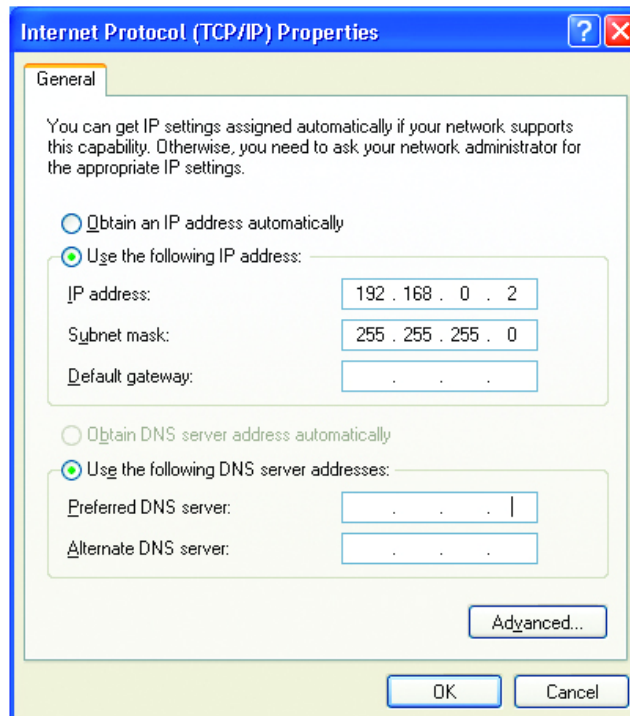 Internet Protocol (TCP/IP) Properties
General
You can get IP settings assigned automatically if your network supports
this capability. Otherwise, you need to ask your network administrator for
the appropriate IP settings.
Obtain an IP address automatically
Use the following IP address:
IP address: 192 . 168 . 0 . 2
Subnet mask: 255 . 255 . 255 . 0
Default gateway: . . .
Obtain DNS server address automatically
Use the following DNS server addresses:
Preferred DNS server: . . .
Alternate DNS server: . . .
Advanced...
OK Cancel